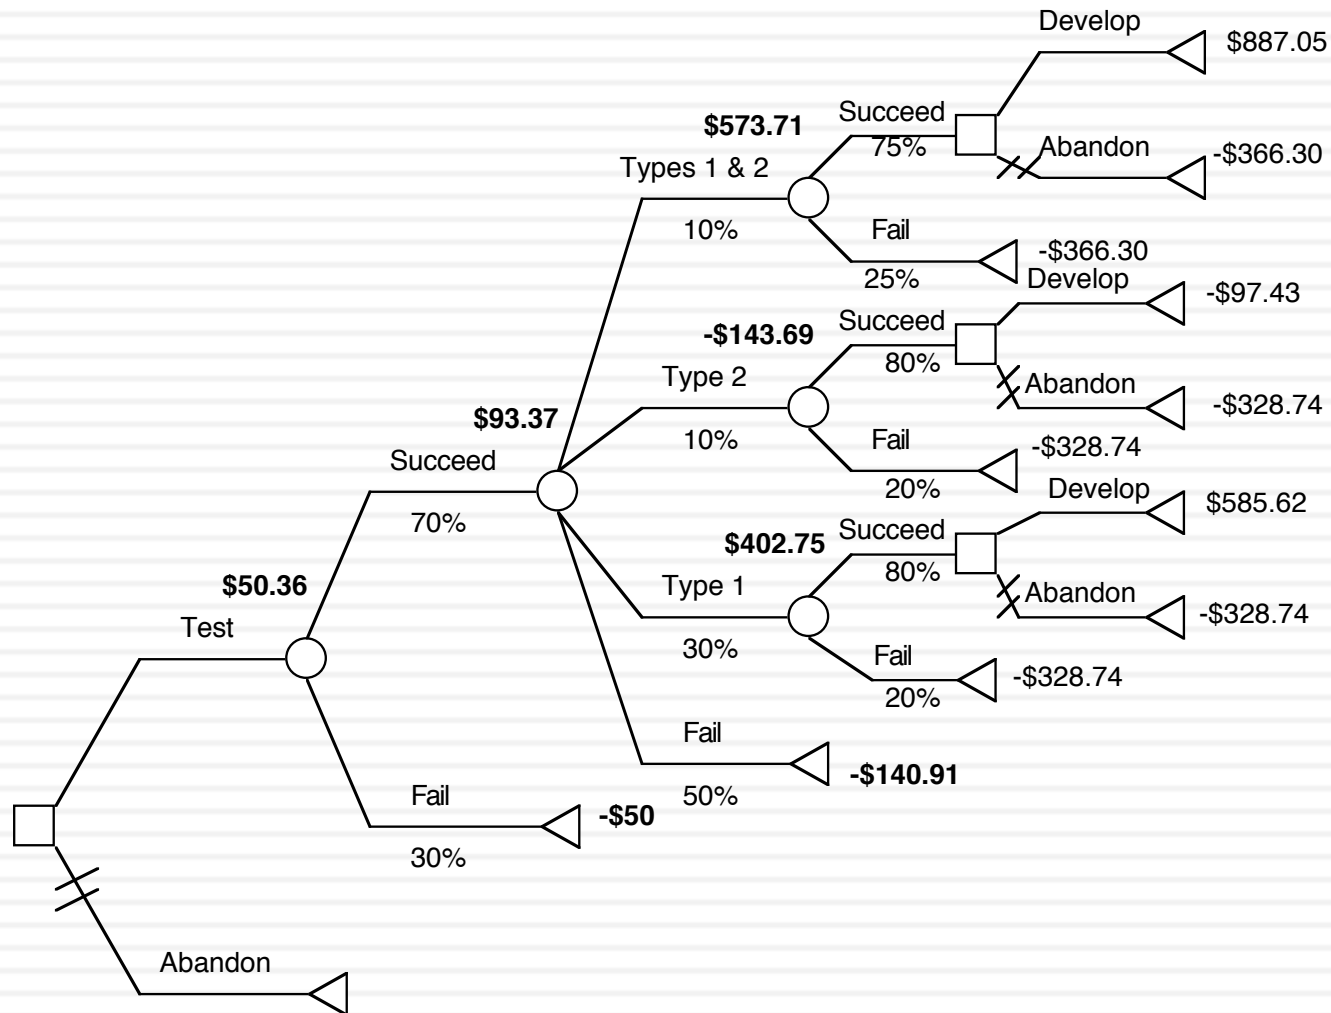 Develop
$887.05
Succeed
$573.71
75%
Abandon
-$366.30
Types 1 & 2
10%
Fail
-$366.30
25%
Develop
-$97.43
Succeed
-$143.69
80%
Type 2
Abandon
-$328.74
$93.37
10%
Fail
-$328.74
Succeed
20%
Develop
$585.62
70%
Succeed
$402.75
80%
Type 1
Abandon
-$328.74
$50.36
Test
30%
Fail
-$328.74
20%
Fail
-$140.91
50%
Fail
-$50
30%
Abandon